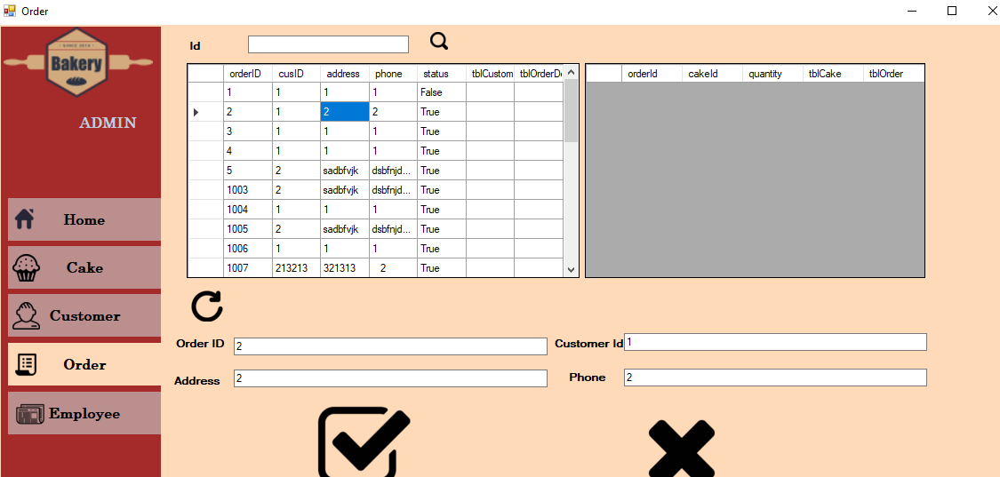 Order
SINCE 2014
Bakery
ADMIN
Home
Cake
Customer
Order
Employee
Id
orderID cusID address phone status tblCustom tblOrderDe
1 1 1 1 False
2 1 2 2 True
3 1 1 1 True
4 1 1 1 True
5 2 sadbfvjk dsbfnjd... True
1003 2 sadbfvjk dsbfnjd... True
1004 1 1 1 True
1005 2 sadbfvjk dsbfnjd... True
1006 1 1 1 True
1007 213213 321313 2 True
orderId cakeId quantity tblCake tblOrder
Order ID 2 Customer Id 1
Address 2 Phone 2